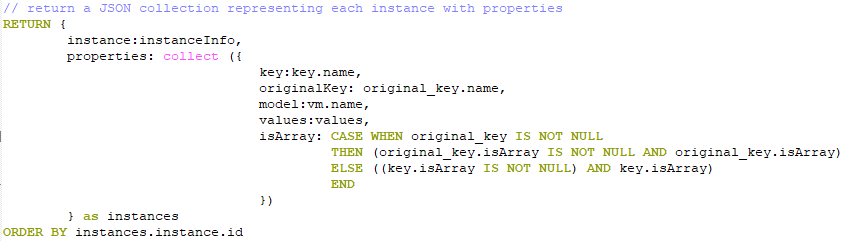 // return a JSON collection representing each instance with properties
RETURN {
        instance:instanceInfo,
        properties: collect ({
                                key:key.name,
                                originalKey: original_key.name,
                                model:vm.name,
                                values:values,
                                isArray: CASE WHEN original_key IS NOT NULL
                                         THEN (original_key.isArray IS NOT NULL AND original_key.isArray)
                                         ELSE ((key.isArray IS NOT NULL) AND key.isArray)
                                         END
                                })
        } as instances
ORDER BY instances.instance.id